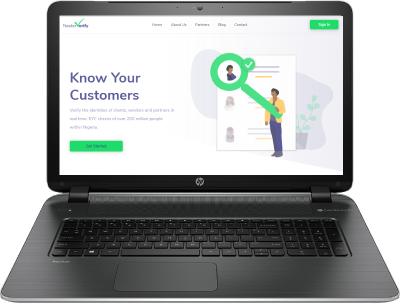 Home About Us Partners Blog Contact Sign In
Know Your
Customers
Verify the identities of clients, vendors and partners in
real time. KYC checks of over 200 million people
within Nigeria.
Get Started
hp